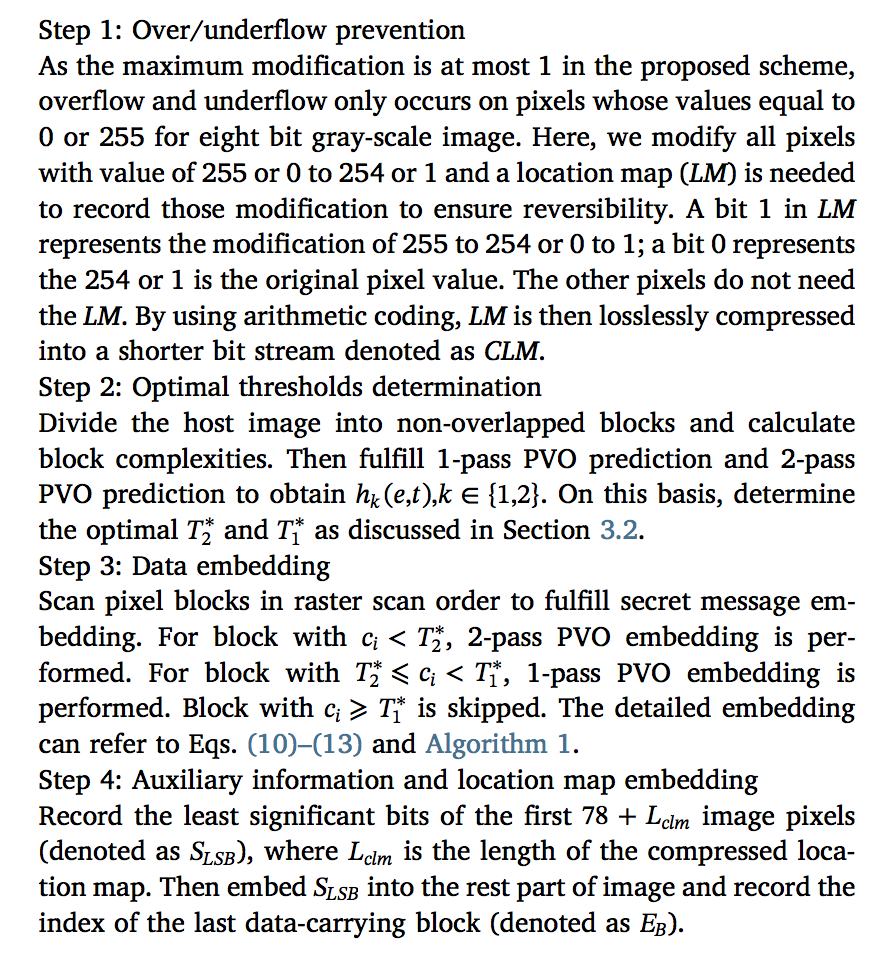 Step 1: Over/underflow prevention
As the maximum modification is at most 1 in the proposed scheme,
overflow and underflow only occurs on pixels whose values equal to
0 or 255 for eight bit gray-scale image. Here, we modify all pixels
with value of 255 or 0 to 254 or 1 and a location map (LM) is needed
to record those modification to ensure reversibility. A bit 1 in LM
represents the modification of 255 to 254 or 0 to 1; a bit 0 represents
the 254 or 1 is the original pixel value. The other pixels do not need
the LM. By using arithmetic coding, LM is then losslessly compressed
into a shorter bit stream denoted as CLM.
Step 2: Optimal thresholds determination
Divide the host image into non-overlapped blocks and calculate
block complexities. Then fulfill 1-pass PVO prediction and 2-pass
PVO prediction to obtain h_k(e,t),k ∈ {1,2}. On this basis, determine
the optimal T_2^* and T_1^* as discussed in Section 3.2.
Step 3: Data embedding
Scan pixel blocks in raster scan order to fulfill secret message em-
bedding. For block with c_i < T_2^*, 2-pass PVO embedding is per-
formed. For block with T_2^* ⩽ c_i < T_1^*, 1-pass PVO embedding is
performed. Block with c_i ⩾ T_1^* is skipped. The detailed embedding
can refer to Eqs. (10)–(13) and Algorithm 1.
Step 4: Auxiliary information and location map embedding
Record the least significant bits of the first 78 + L_clm image pixels
(denoted as S_LSB), where L_clm is the length of the compressed loca-
tion map. Then embed S_LSB into the rest part of image and record the
index of the last data-carrying block (denoted as E_B).